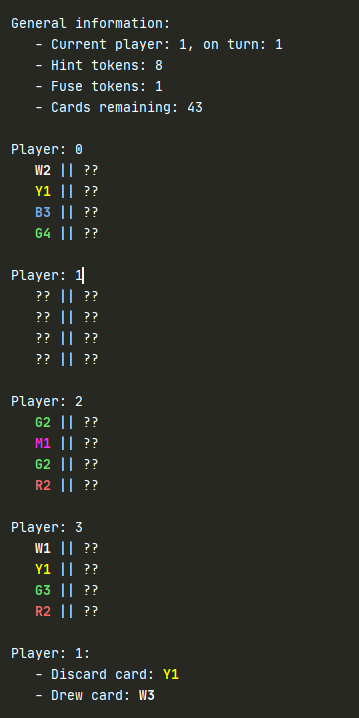 General information:
- Current player: 1, on turn: 1
- Hint tokens: 8
- Fuse tokens: 1
- Cards remaining: 43
Player: 0
W2 || ??
Y1 || ??
B3 || ??
G4 || ??
Player: 1
?? || ??
?? || ??
?? || ??
?? || ??
Player: 2
G2 || ??
M1 || ??
G2 || ??
R2 || ??
Player: 3
W1 || ??
Y1 || ??
G3 || ??
R2 || ??
Player: 1:
- Discard card: Y1
- Drew card: W3